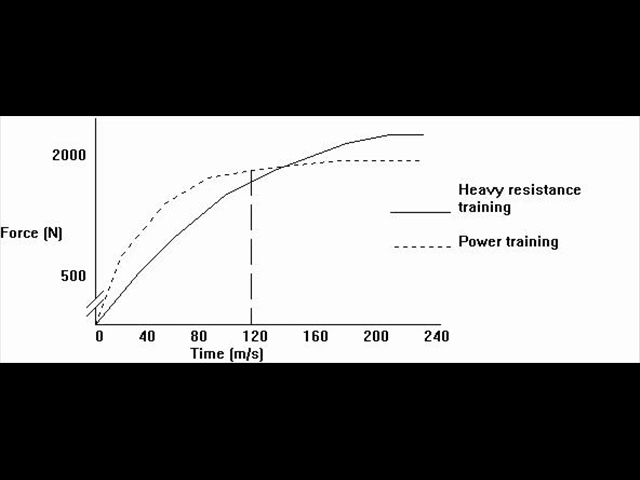 2000
Force (N)
500
0 40 80 120 160 200 240
Time (m/s)
Heavy resistance
training
Power training